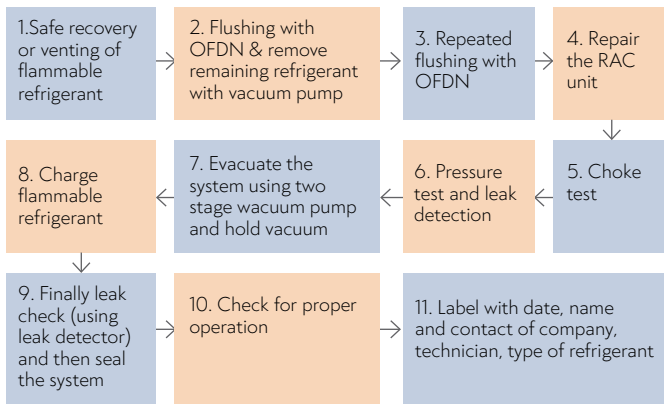 1.Safe recovery
or venting of
flammable
refrigerant
2. Flushing with
OFDN & remove
remaining refrigerant
with vacuum pump
3. Repeated
flushing with
OFDN
4. Repair
the RAC
unit
5. Choke
test
6. Pressure
test and leak
detection
7. Evacuate the
system using two
stage wacuum pump
and hold vacuum
8. Charge
flammable
refrigerant
9. Finally leak
check (using
leak detector)
and then seal
the system
10. Check for proper
operation
11. Label with date, name
and contact of company,
technician, type of refrigerant